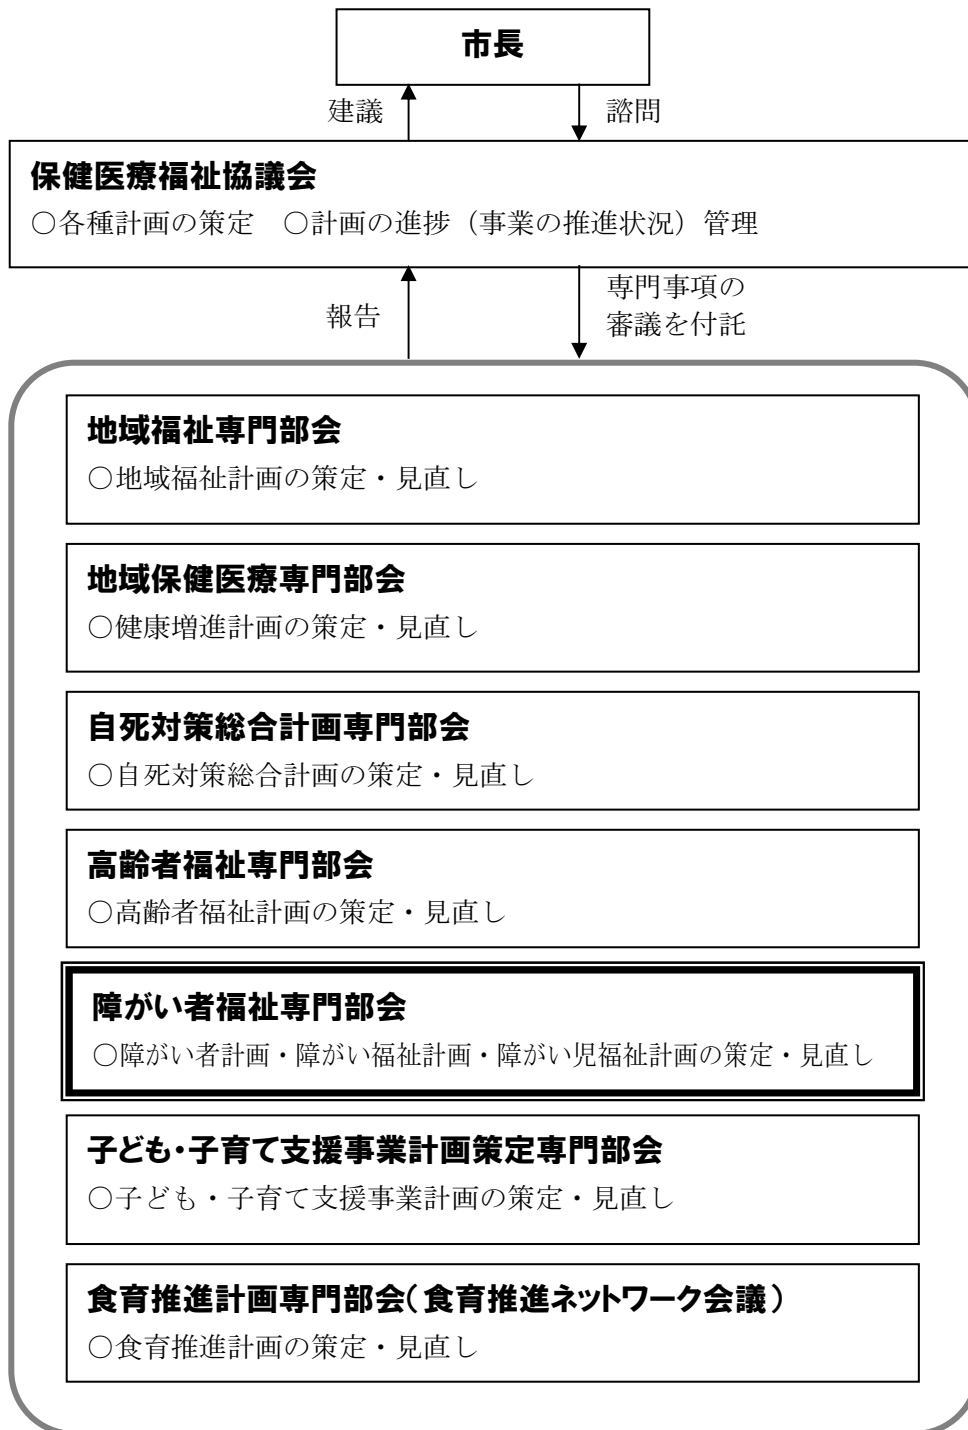 市長
建議
諮問
保健医療福祉協議会
○各種計画の策定　○計画の進捗（事業の推進状況）管理
報告
専門事項の
審議を付託
地域福祉専門部会
○地域福祉計画の策定・見直し
地域保健医療専門部会
○健康増進計画の策定・見直し
自死対策総合計画専門部会
○自死対策総合計画の策定・見直し
高齢者福祉専門部会
○高齢者福祉計画の策定・見直し
障がい者福祉専門部会
○障がい者計画・障がい福祉計画・障がい児福祉計画の策定・見直し
子ども・子育て支援事業計画策定専門部会
○子ども・子育て支援事業計画の策定・見直し
食育推進計画専門部会（食育推進ネットワーク会議）
○食育推進計画の策定・見直し